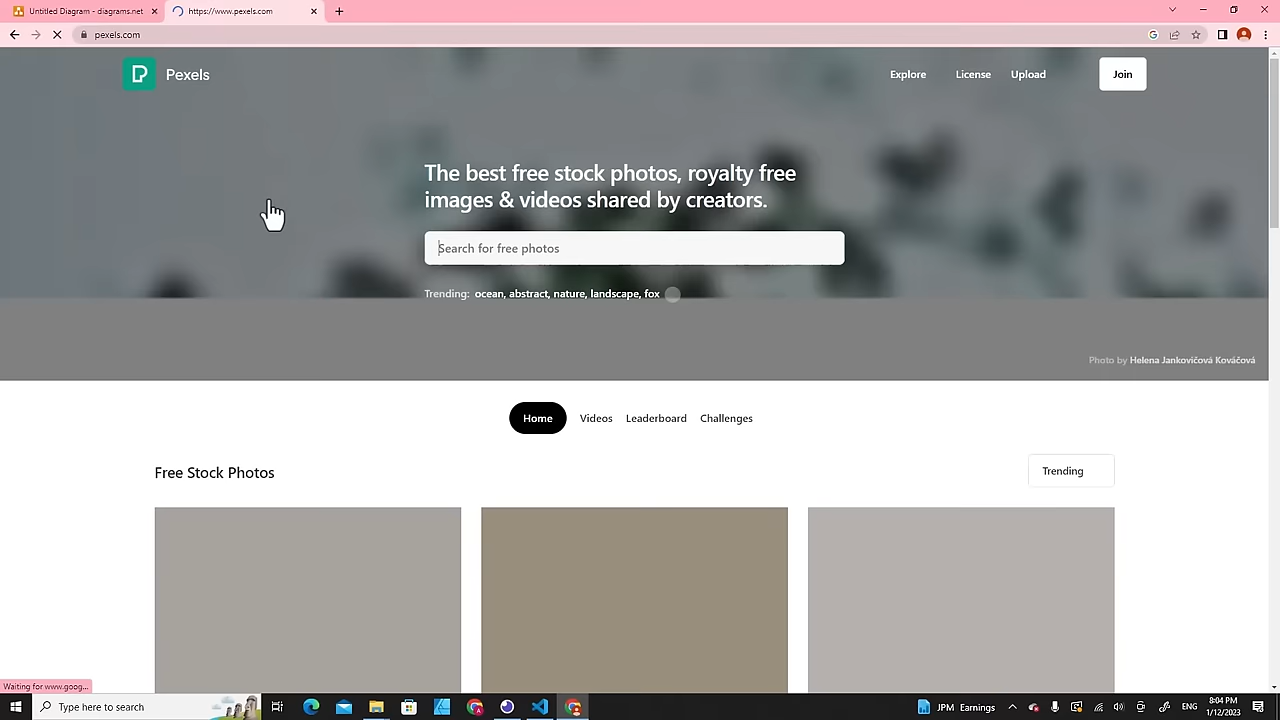 Untitled Diagram - diagrams.net
https://www.pexels.com
pexels.com
Pexels
Explore
License
Upload
Join
The best free stock photos, royalty free
images & videos shared by creators.
Search for free photos
Trending: ocean, abstract, nature, landscape, fox
Photo by Helena Jankovičová Kováčová
Home
Videos
Leaderboard
Challenges
Free Stock Photos
Trending
Waiting for www.goog...
Type here to search
JPM Earnings
ENG
8:04 PM
1/12/2023